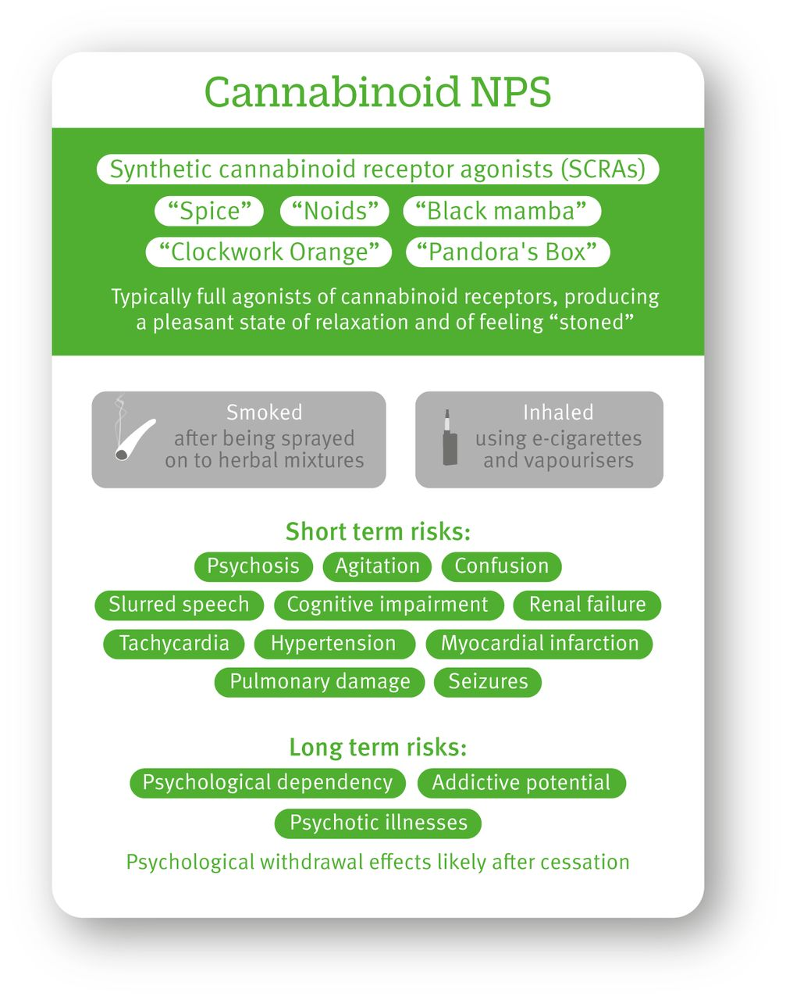 Cannabinoid NPS
Synthetic cannabinoid receptor agonists (SCRAs)
“Spice” “Noids” “Black mamba”
“Clockwork Orange” “Pandora's Box”
Typically full agonists of cannabinoid receptors, producing
a pleasant state of relaxation and of feeling “stoned”
Smoked
after being sprayed
on to herbal mixtures
Inhaled
using e-cigarettes
and vapourisers
Short term risks:
Psychosis Agitation Confusion
Slurred speech Cognitive impairment Renal failure
Tachycardia Hypertension Myocardial infarction
Pulmonary damage Seizures
Long term risks:
Psychological dependency Addictive potential
Psychotic illnesses
Psychological withdrawal effects likely after cessation